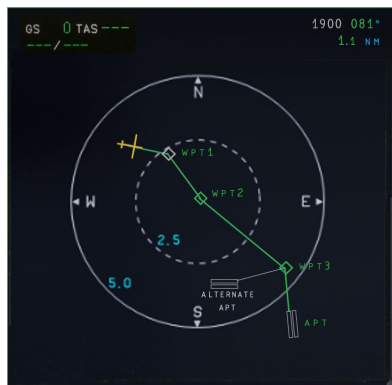 GS 0 TAS ---
---/---
1900 081°
1.1 NM
N
WPT1
WPT2
W
E
2.5
WPT3
5.0
ALTERNATE
APT
S
APT